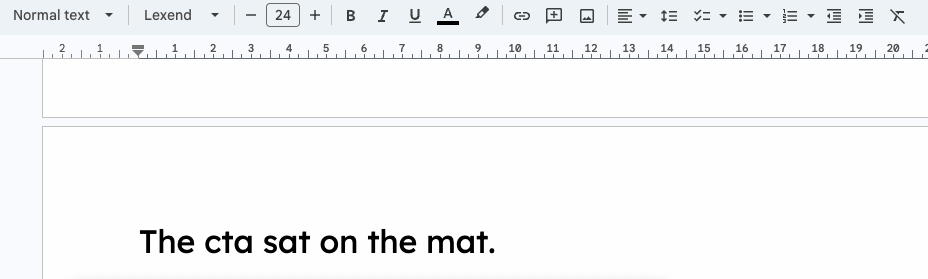 Normal text Lexend 24 B I U A
2 1 1 2 3 4 5 6 7 8 9 10 11 12 13 14 15 16 17 18 19 20
The cta sat on the mat.